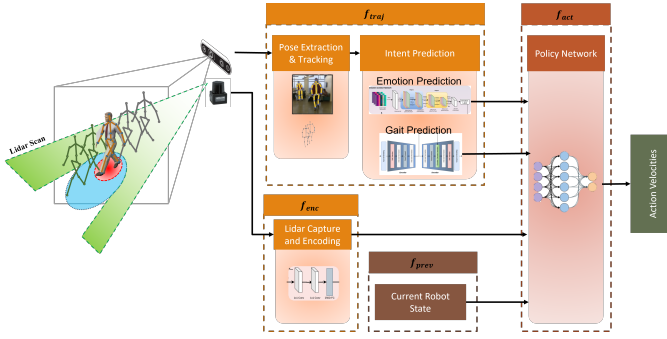 f_traj
f_act
Pose Extraction
& Tracking
Intent Prediction
Policy Network
Emotion Prediction
Gait Prediction
Lidar Scan
Action Velocities
f_enc
Lidar Capture
and Encoding
f_prev
Current Robot
State